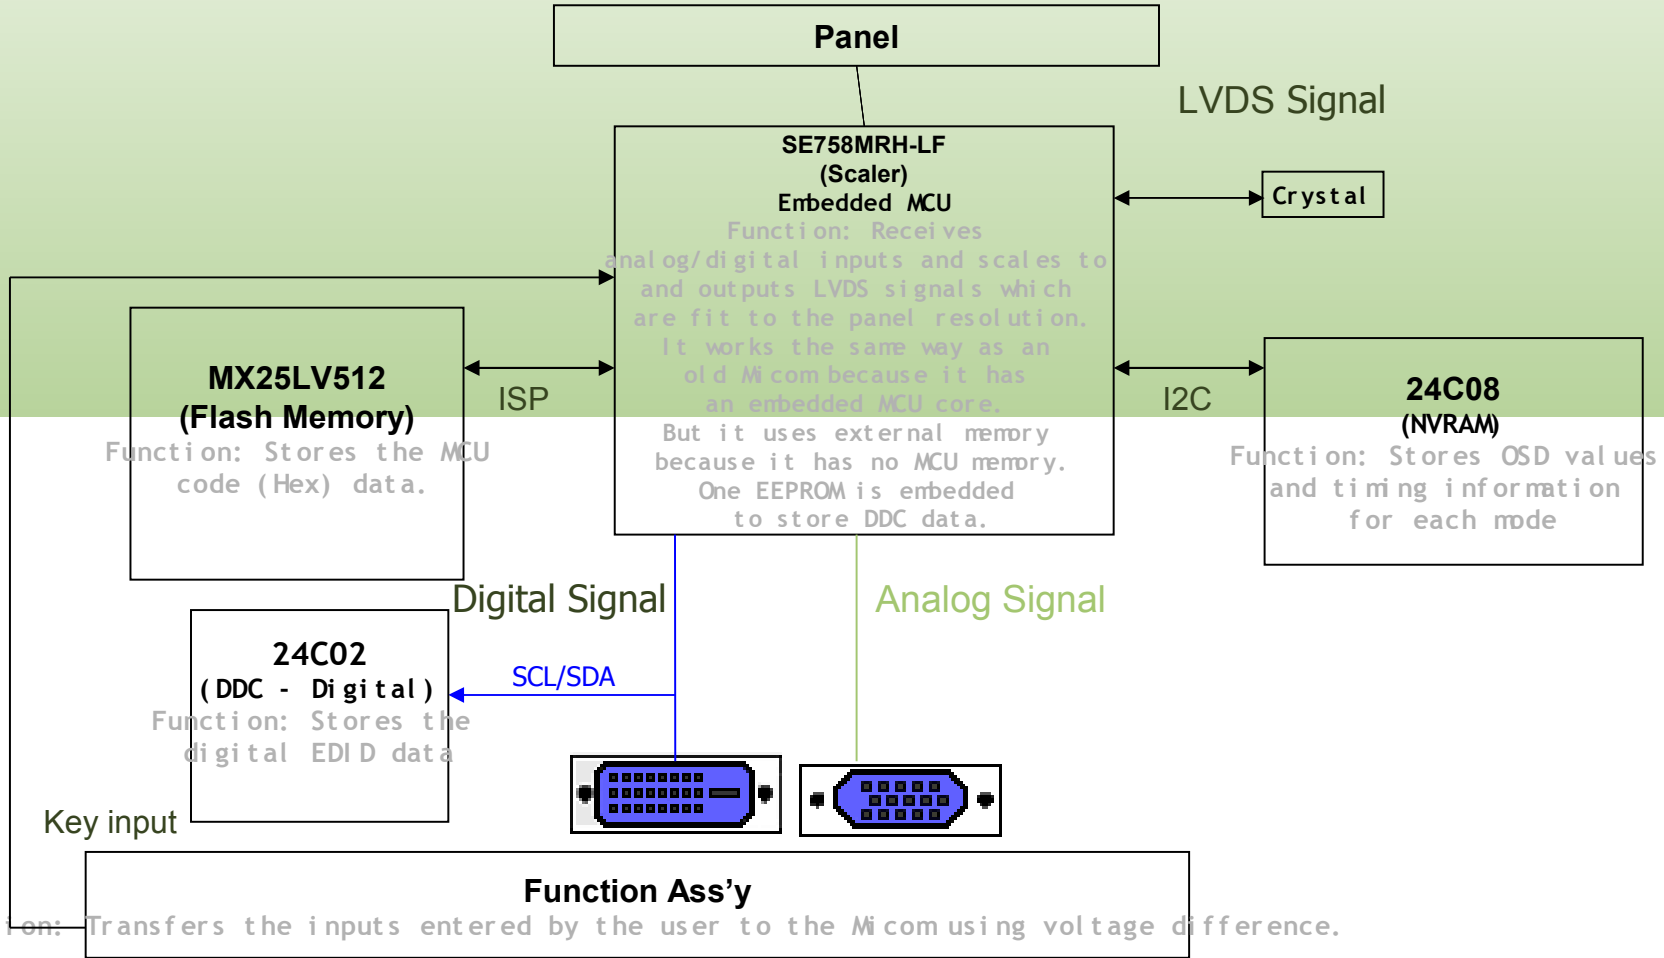 Panel
LVDS Signal
SE758MRH-LF
(Scaler)
Embedded MCU
Function: Receives
analog/digital inputs and scales to
and outputs LVDS signals which
are fit to the panel resolution.
It works the same way as an
old Micom because it has
an embedded MCU core.
But it uses external memory
because it has no MCU memory.
One EEPROM is embedded
to store DDC data.
Crystal
MX25LV512
(Flash Memory)
Function: Stores the MCU
code (Hex) data.
ISP
I2C
24C08
(NVRAM)
Function: Stores OSD values
and timing information
for each mode
Digital Signal
Analog Signal
24C02
(DDC - Digital)
Function: Stores the
digital EDID data
SCL/SDA
Key input
Function Ass’y
ion: Transfers the inputs entered by the user to the Micom using voltage difference.